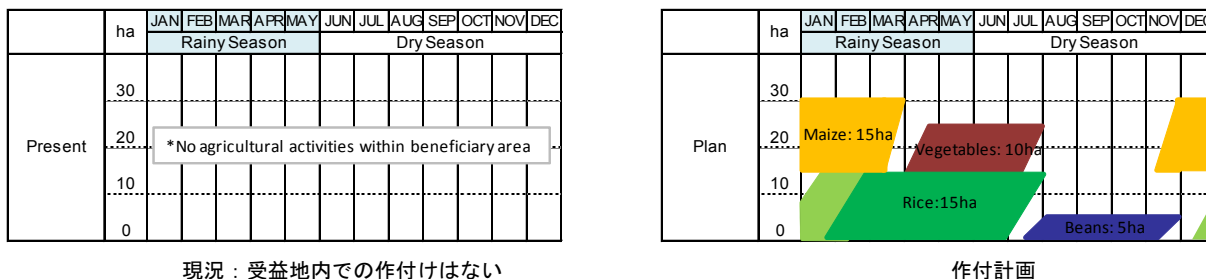 ha JAN FEB MAR APR MAY JUN JUL AUG SEP OCT NOV DEC
Rainy Season Dry Season
Present
30
20
10
0
*No agricultural activities within beneficiary area
現況：受益地内での作付けはない
ha JAN FEB MAR APR MAY JUN JUL AUG SEP OCT NOV DEC
Rainy Season Dry Season
Plan
30
20
10
0
Maize: 15ha
Vegetables: 10ha
Rice:15ha
Beans: 5ha
作付計画